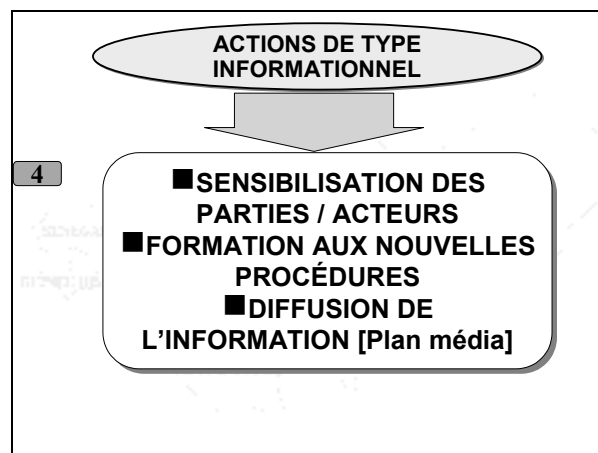 ACTIONS DE TYPE
INFORMATIONNEL
4
■SENSIBILISATION DES
PARTIES / ACTEURS
■FORMATION AUX NOUVELLES
PROCÉDURES
■DIFFUSION DE
L'INFORMATION [Plan média]